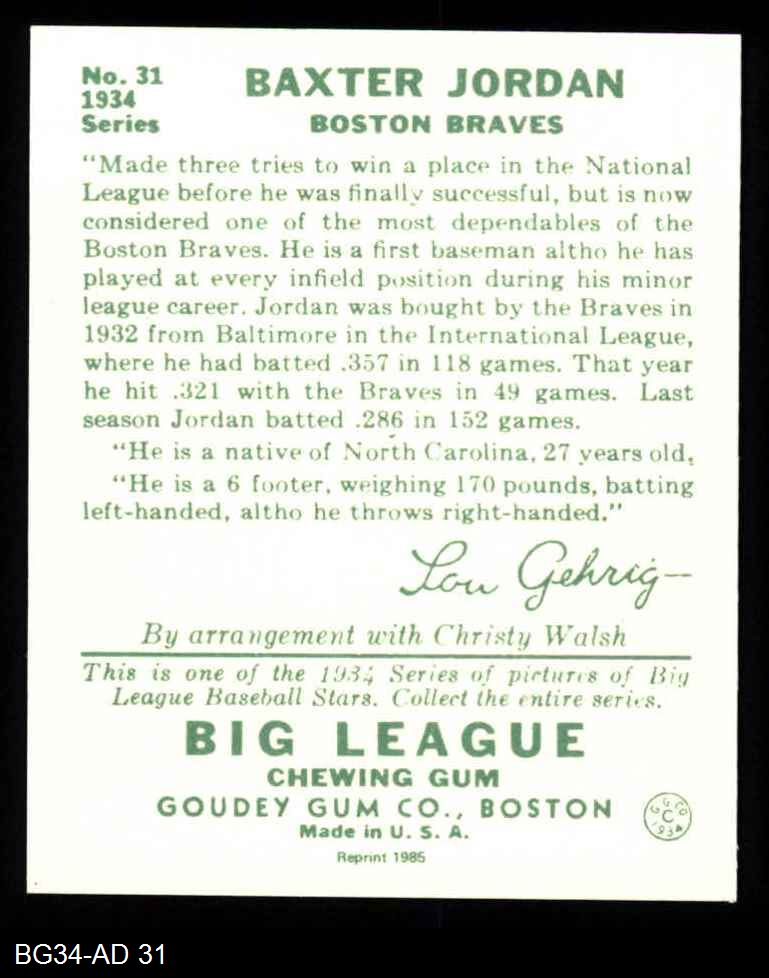 No. 31
1934
Series
BAXTER JORDAN
BOSTON BRAVES
"Made three tries to win a place in the National
League before he was finally successful, but is now
considered one of the most dependables of the
Boston Braves. He is a first baseman altho he has
played at every infield position during his minor
league career. Jordan was bought by the Braves in
1932 from Baltimore in the International League,
where he had batted .357 in 118 games. That year
he hit .321 with the Braves in 49 games. Last
season Jordan batted .286 in 152 games.
"He is a native of North Carolina, 27 years old,
"He is a 6 footer, weighing 170 pounds, batting
left-handed, altho he throws right-handed."
Lou Gehrig
By arrangement with Christy Walsh
This is one of the 1934 Series of pictures of Big
League Baseball Stars. Collect the entire series.
BIG LEAGUE
CHEWING GUM
GOUDEY GUM CO., BOSTON
Made in U. S. A.
Reprint 1985
G. G. CO.
C
1934
BG34-AD 31